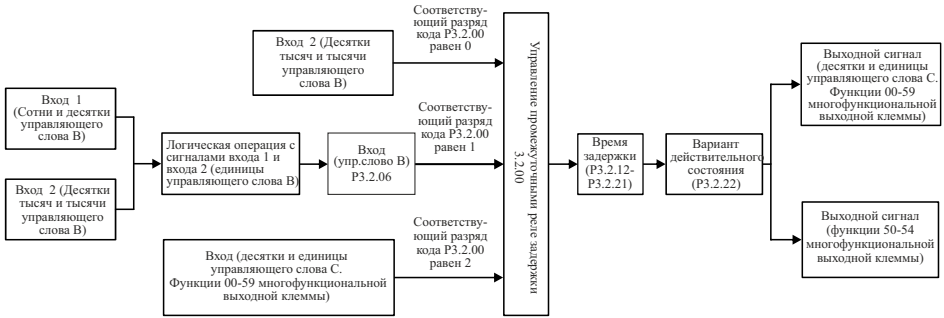 Вход 1
(Сотни и десятки
управляющего
слова B)
Вход 2 (Десятки
тысяч и тысячи
управляющего
слова B)
Логическая операция с
сигналами входа 1 и
входа 2 (единицы
управляющего слова B)
Вход 2 (Десятки
тысяч и тысячи
управляющего
слова B)
Соответству-
ующий разряд
кода P3.2.00
равен 0
Вход
(упр.слово B)
P3.2.06
Соответству-
ующий разряд
кода P3.2.00
равен 1
Вход (десятки и единицы
управляющего слова C.
Функции 00-59 многофункциональной
выходной клеммы)
Соответству-
ующий разряд
кода P3.2.00
равен 2
Управление промежуточными реле задержки
3.2.00
Время
задержки
(P3.2.12-
P3.2.21)
Вариант
действительного
состояния
(P3.2.22)
Выходной сигнал
(десятки и единицы
управляющего слова C.
Функции 00-59
многофункциональной
выходной клеммы)
Выходной сигнал
(функции 50-54
многофункциональной
выходной клеммы)